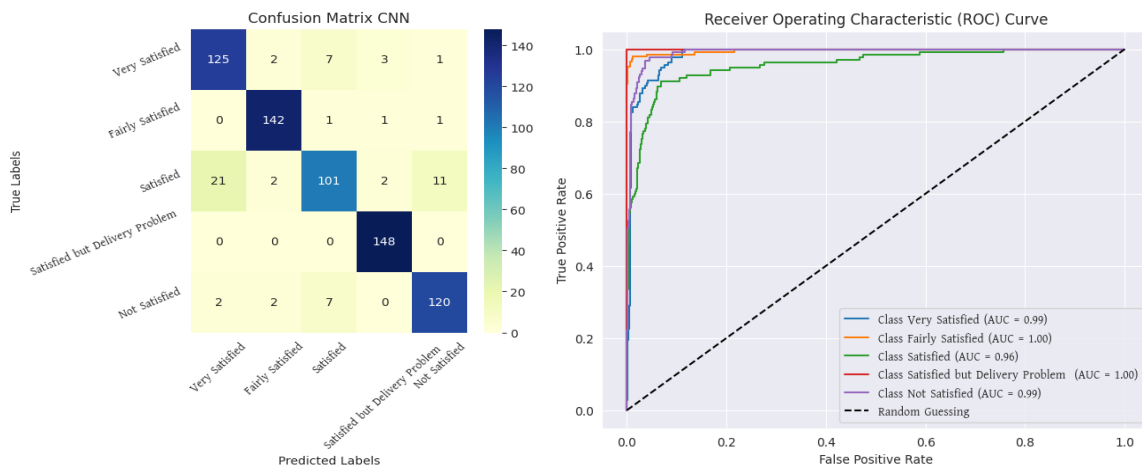 Confusion Matrix CNN
True Labels
Very Satisfied
Fairly Satisfied
Satisfied
Satisfied but Delivery Problem
Not Satisfied
125 2 7 3 1
0 142 1 1 1
21 2 101 2 11
0 0 0 148 0
2 2 7 0 120
Very Satisfied
Fairly Satisfied
Satisfied
Satisfied but Delivery Problem
Not Satisfied
Predicted Labels
140
120
100
80
60
40
20
0
Receiver Operating Characteristic (ROC) Curve
True Positive Rate
1.0
0.8
0.6
0.4
0.2
0.0
Class Very Satisfied (AUC = 0.99)
Class Fairly Satisfied (AUC = 1.00)
Class Satisfied (AUC = 0.96)
Class Satisfied but Delivery Problem (AUC = 1.00)
Class Not Satisfied (AUC = 0.99)
Random Guessing
0.0 0.2 0.4 0.6 0.8 1.0
False Positive Rate